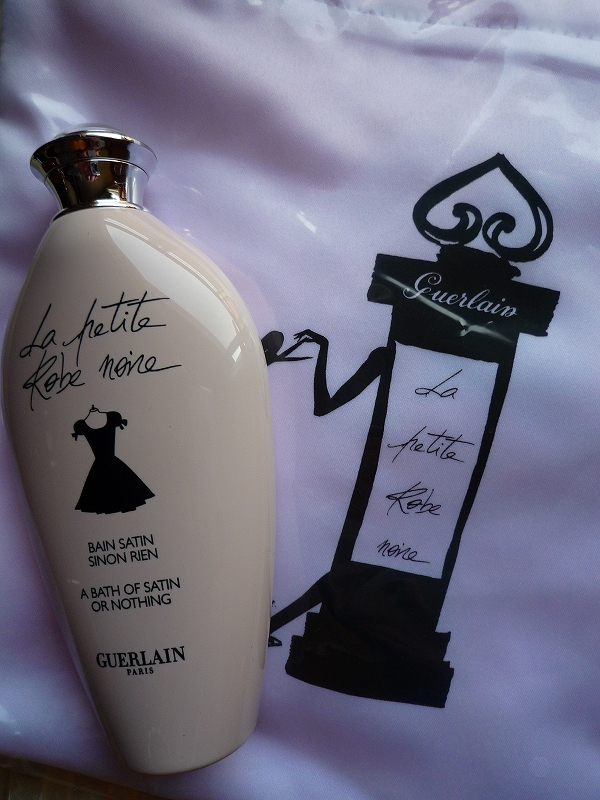 La petite
Robe noire
BAIN SATIN
SINON RIEN
A BATH OF SATIN
OR NOTHING
GUERLAIN
PARIS
Guerlain
La
petite
Robe
noire